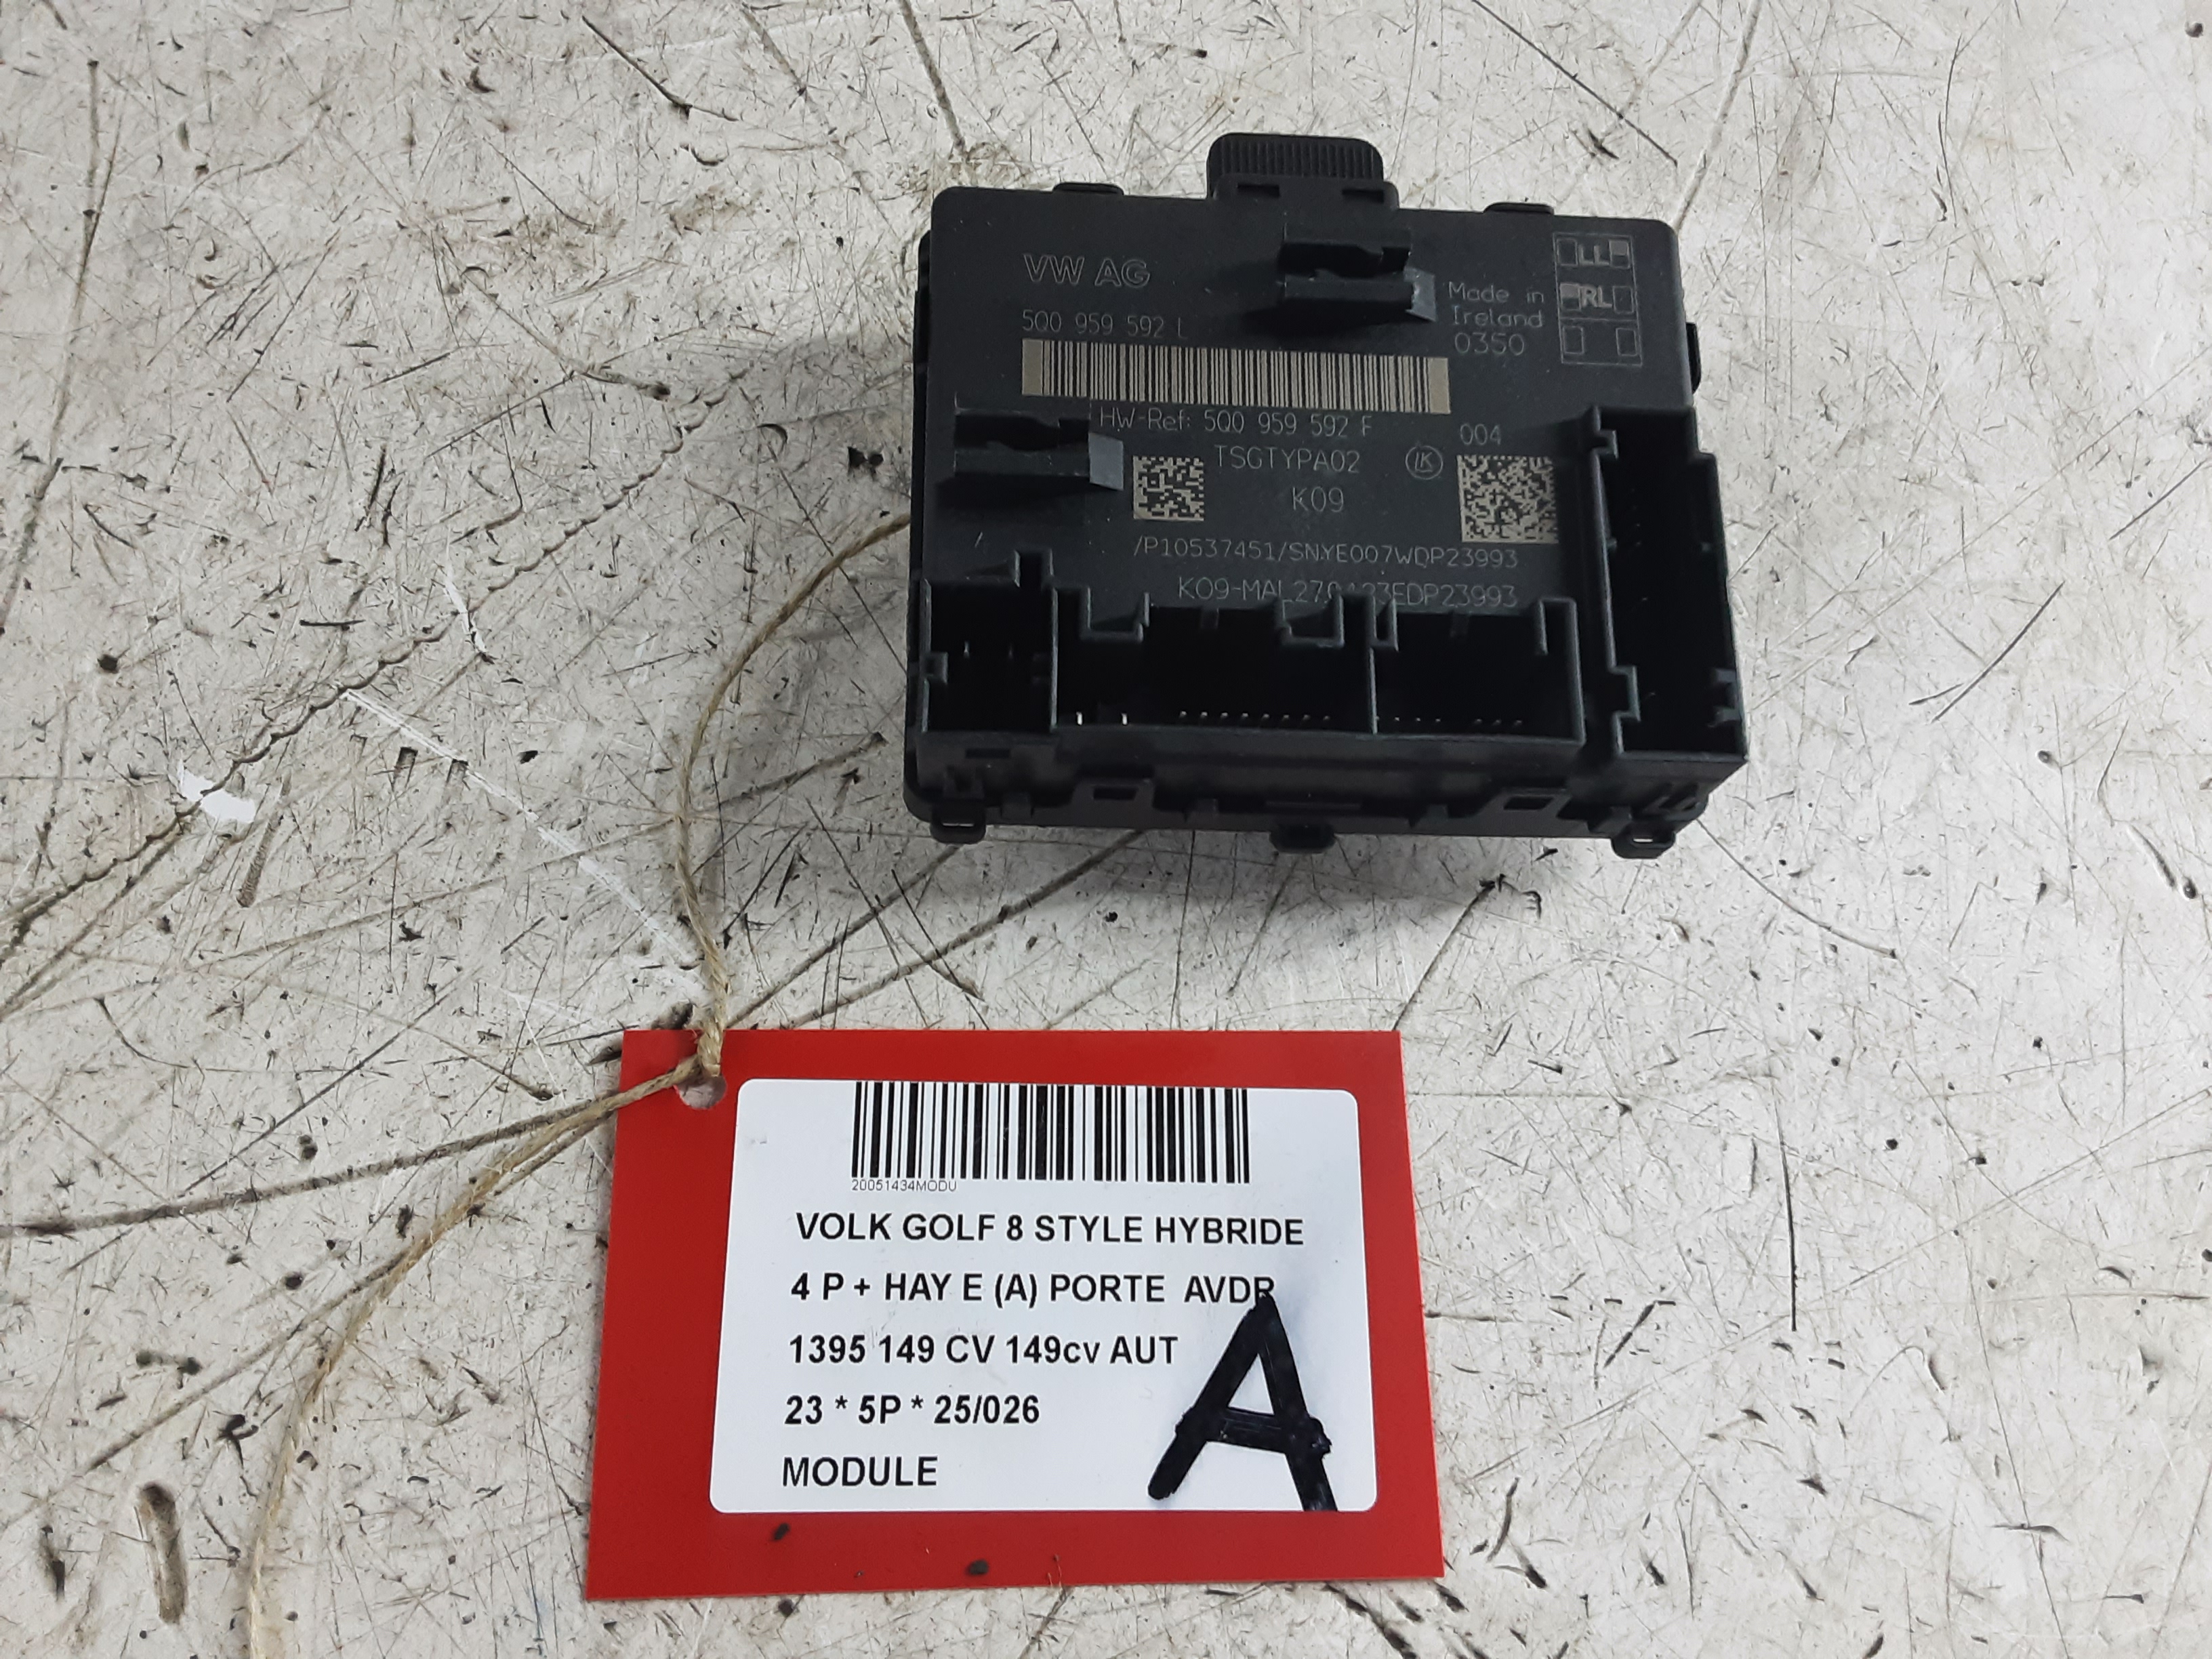 VW AG
5Q0 959 592 L
Made in
Ireland
0350
LL
RL
HW-Ref: 5Q0 959 592 F
004
TSGTYPA02
K
K09
/P10537451/SNYE007WDP23993
20051434MODU
VOLK GOLF 8 STYLE HYBRIDE
4 P + HAY E (A) PORTE AVDR
1395 149 CV 149cv AUT
23 * 5P * 25/026
MODULE
A